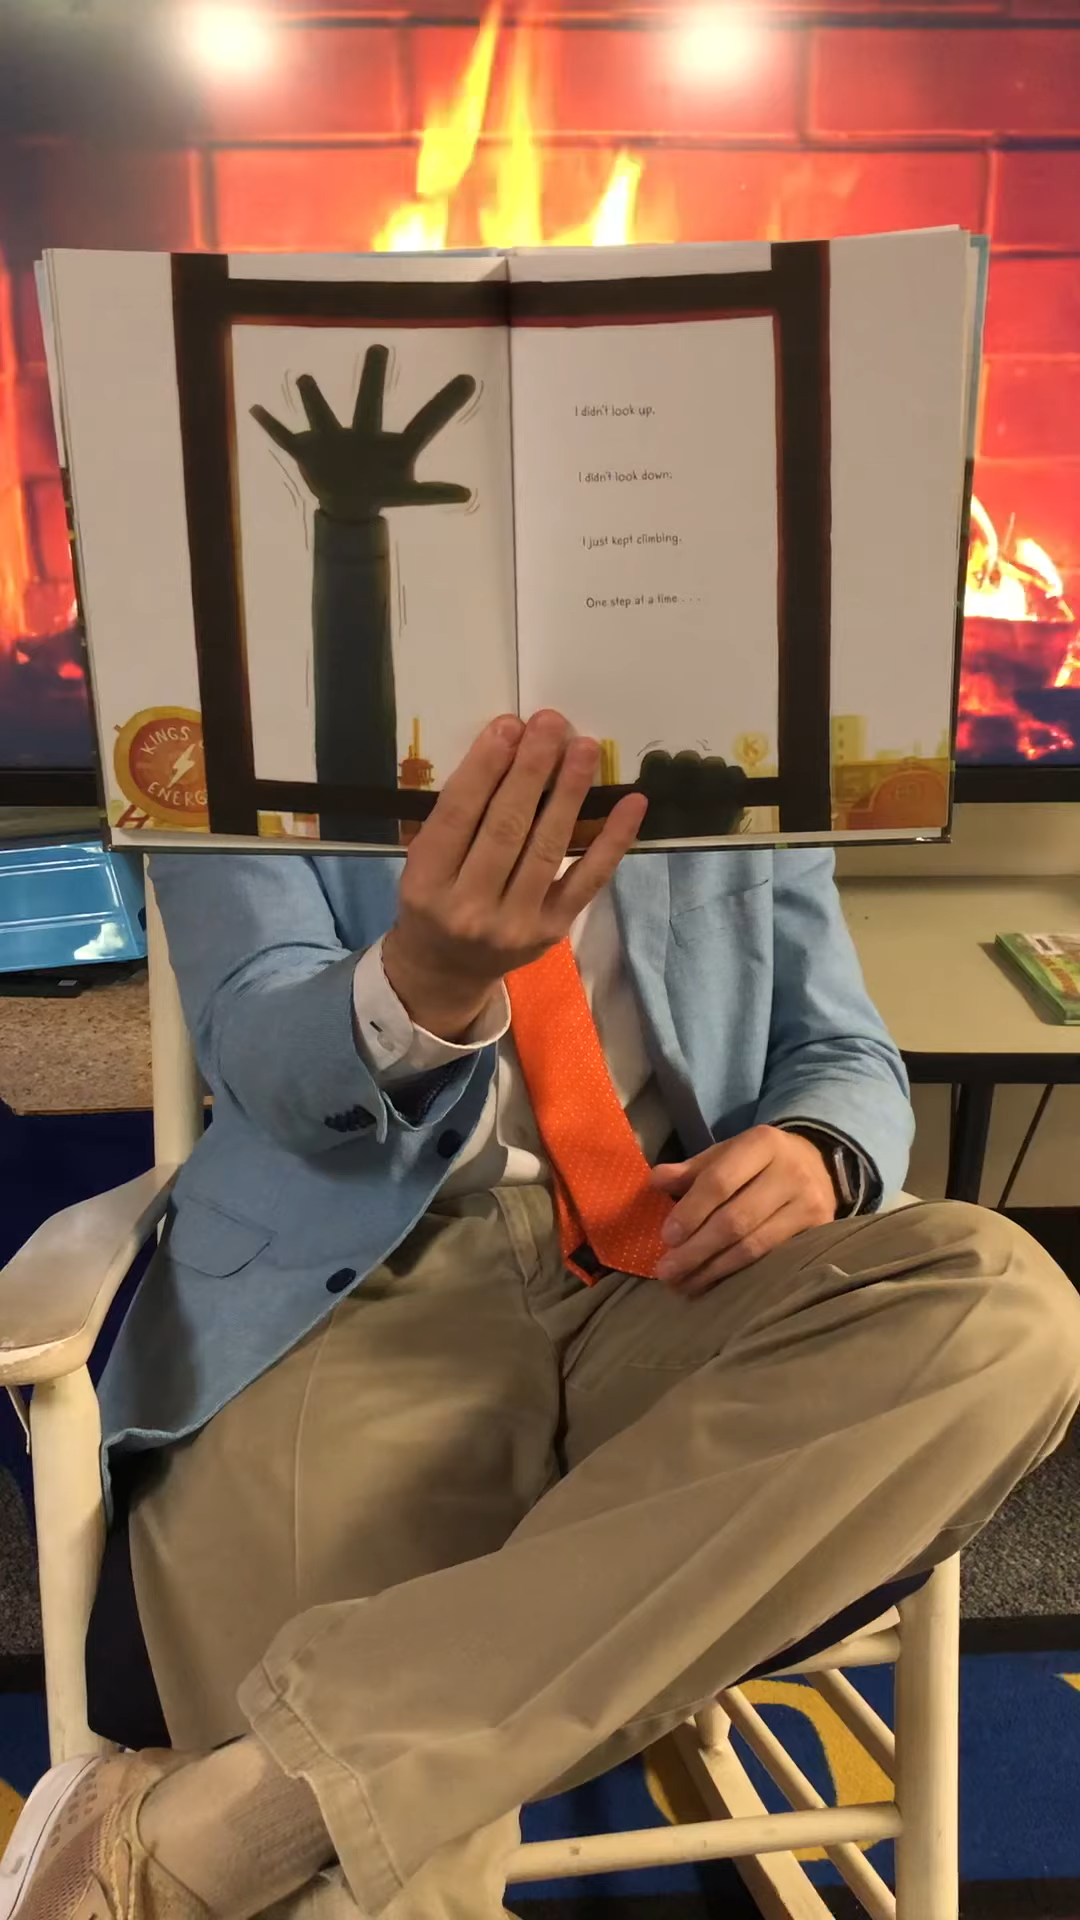 I didn't look up.
I didn't look down.
I just kept climbing.
One step at a time . . .
KINGS
ENERG
K